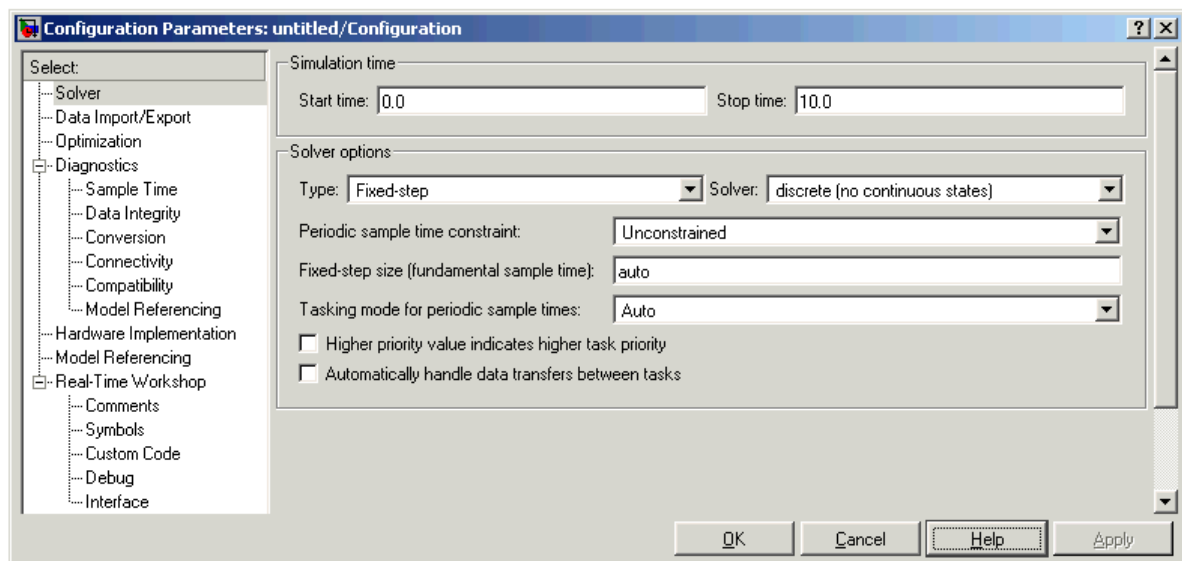 Configuration Parameters: untitled/Configuration
Select:
Solver
Data Import/Export
Optimization
Diagnostics
Sample Time
Data Integrity
Conversion
Connectivity
Compatibility
Model Referencing
Hardware Implementation
Model Referencing
Real-Time Workshop
Comments
Symbols
Custom Code
Debug
Interface
Simulation time
Start time: 0.0 Stop time: 10.0
Solver options
Type: Fixed-step Solver: discrete (no continuous states)
Periodic sample time constraint: Unconstrained
Fixed-step size (fundamental sample time): auto
Tasking mode for periodic sample times: Auto
Higher priority value indicates higher task priority
Automatically handle data transfers between tasks
OK Cancel Help Apply